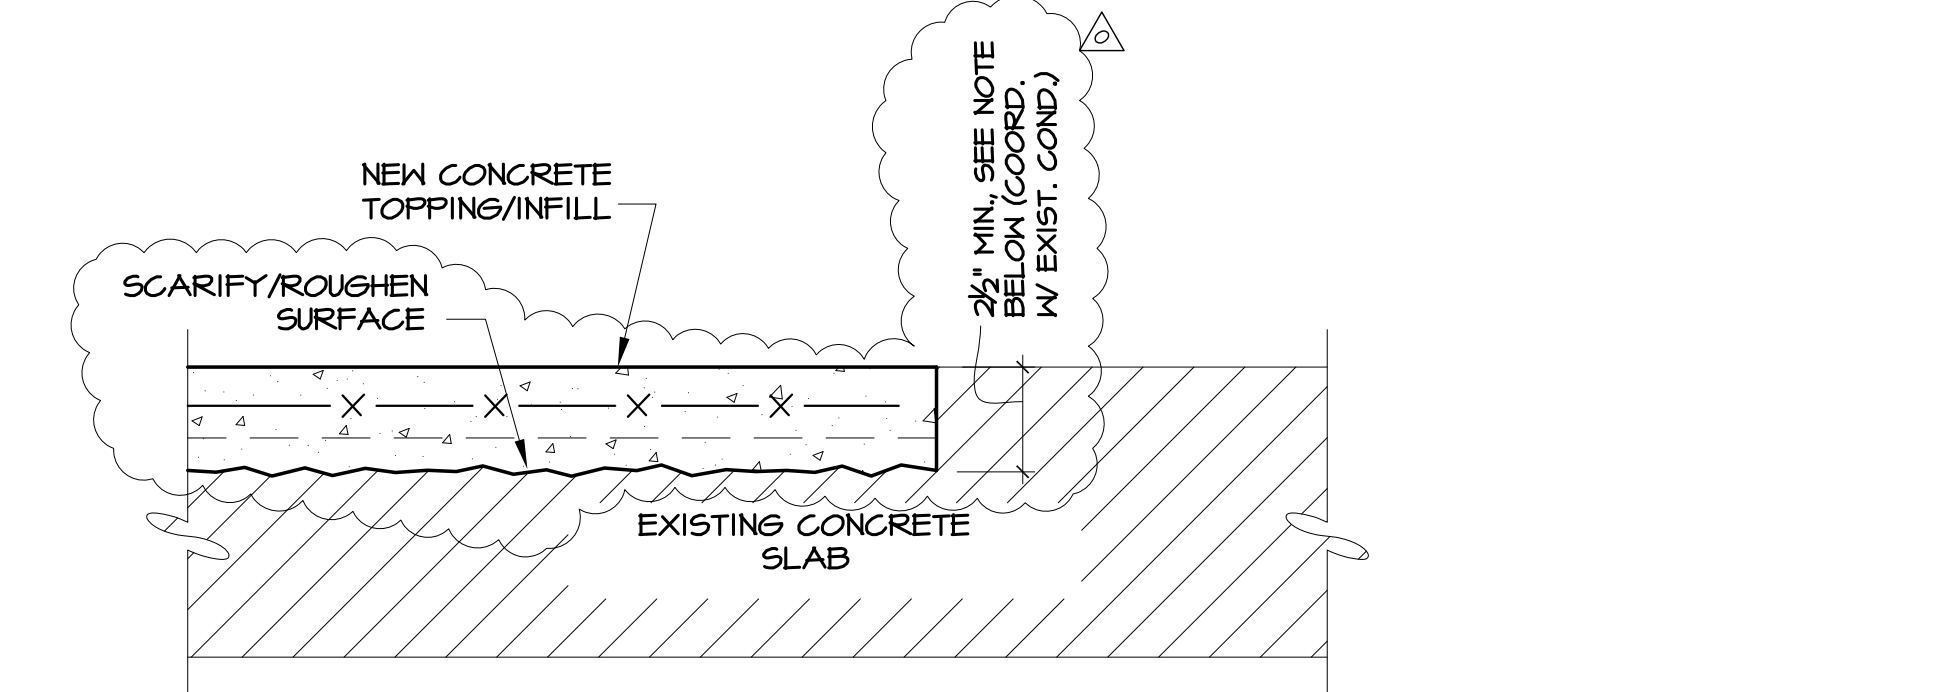 0
2½" MIN., SEE NOTE
BELOW (COORD.
W/ EXIST. COND.)
NEW CONCRETE
TOPPING/INFILL
SCARIFY/ROUGHEN
SURFACE
EXISTING CONCRETE
SLAB